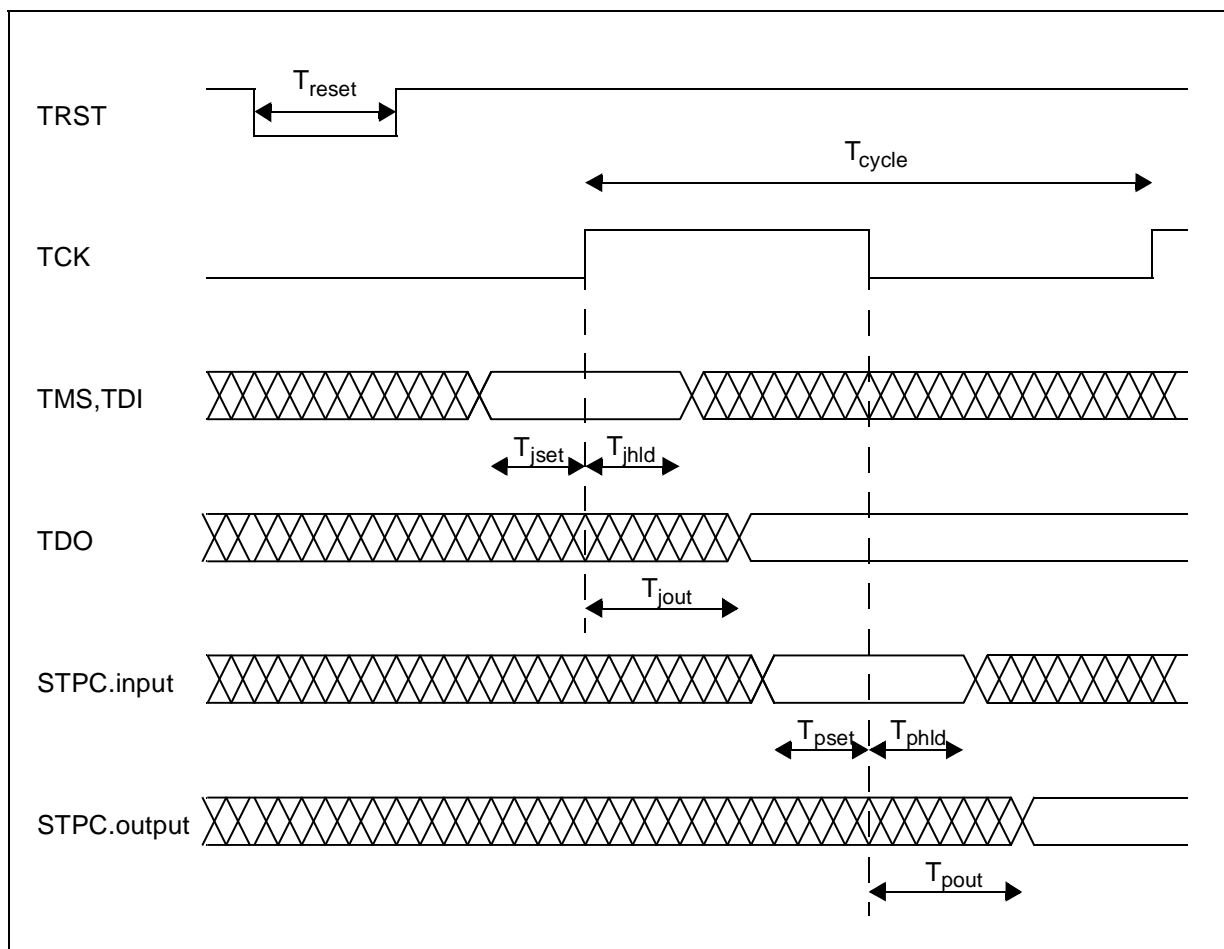 T_reset
TRST
T_cycle
TCK
TMS,TDI
T_jset T_jhld
TDO
T_jout
STPC.input
T_pset T_phld
STPC.output
T_pout